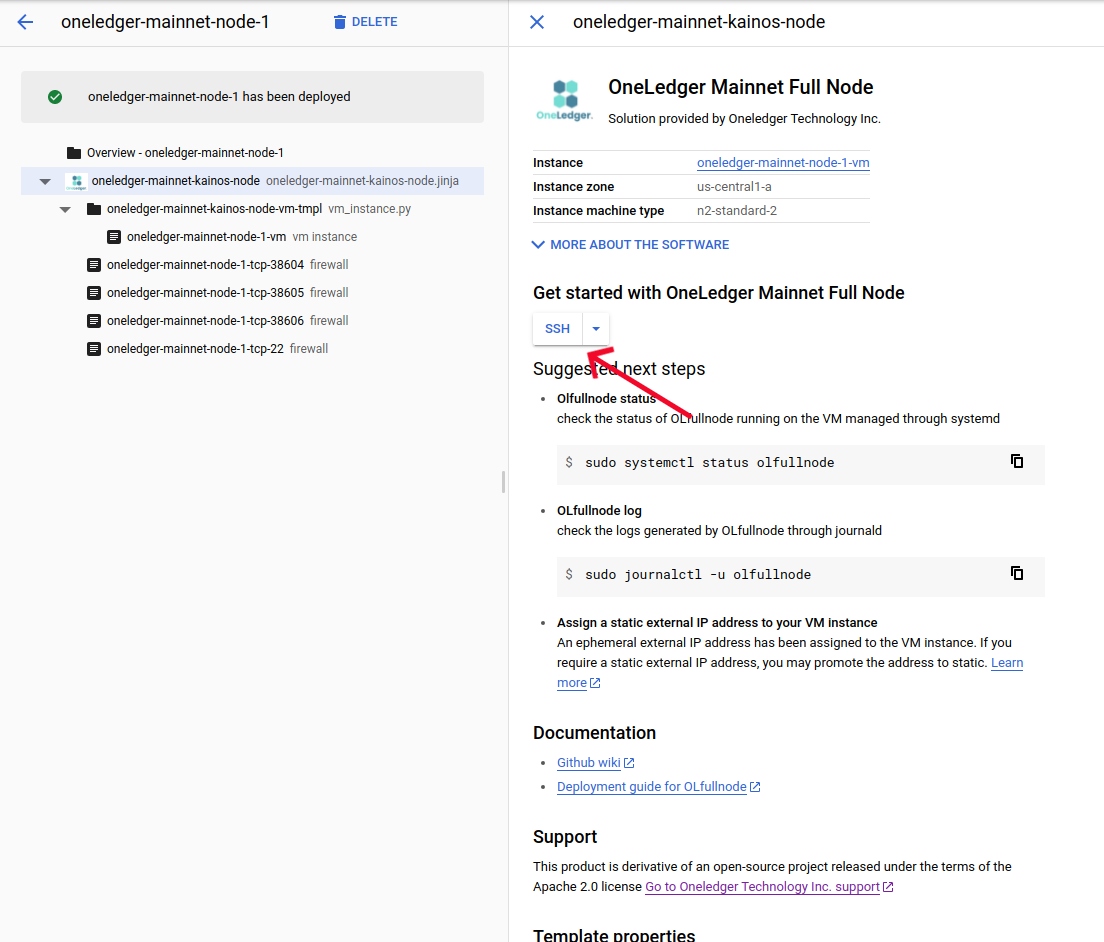 oneledger-mainnet-node-1
DELETE
oneledger-mainnet-node-1 has been deployed
Overview - oneledger-mainnet-node-1
oneledger-mainnet-kainos-node oneledger-mainnet-kainos-node.jinja
oneledger-mainnet-kainos-node-vm-tmpl vm_instance.py
oneledger-mainnet-node-1-vm vm instance
oneledger-mainnet-node-1-tcp-38604 firewall
oneledger-mainnet-node-1-tcp-38605 firewall
oneledger-mainnet-node-1-tcp-38606 firewall
oneledger-mainnet-node-1-tcp-22 firewall
oneledger-mainnet-kainos-node
OneLedger.
OneLedger Mainnet Full Node
Solution provided by Oneledger Technology Inc.
Instance oneledger-mainnet-node-1-vm
Instance zone us-central1-a
Instance machine type n2-standard-2
MORE ABOUT THE SOFTWARE
Get started with OneLedger Mainnet Full Node
SSH
Suggested next steps
Olfullnode status
check the status of OLfullnode running on the VM managed through systemd
$ sudo systemctl status olfullnode
OLfullnode log
check the logs generated by OLfullnode through journald
$ sudo journalctl -u olfullnode
Assign a static external IP address to your VM instance
An ephemeral external IP address has been assigned to the VM instance. If you
require a static external IP address, you may promote the address to static. Learn
more
Documentation
Github wiki
Deployment guide for OLfullnode
Support
This product is derivative of an open-source project released under the terms of the
Apache 2.0 license Go to Oneledger Technology Inc. support
Template properties